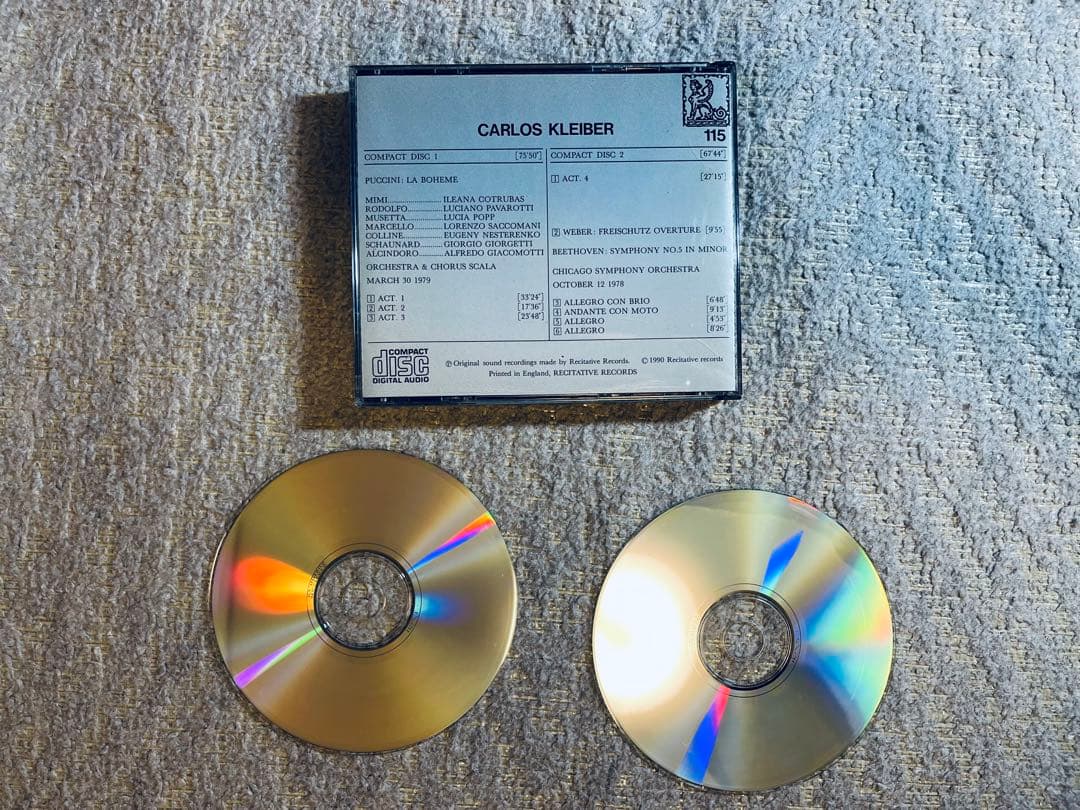 CARLOS KLEIBER
115
COMPACT DISC 1 [75'50"]
PUCCINI: LA BOHEME
MIMI....................ILEANA COTRUBAS
RODOLFO.............LUCIANO PAVAROTTI
MUSETTA.............LUCIA POPP
MARCELLO..........LORENZO SACCOMANI
COLLINE..............EUGENY NESTERENKO
SCHAUNARD........GIORGIO GIORGETTI
ALCINDORO.........ALFREDO GIACOMOTTI
ORCHESTRA & CHORUS SCALA
MARCH 30 1979
1 ACT. 1 [33'24"]
2 ACT. 2 [17'36"]
3 ACT. 3 [23'48"]
COMPACT DISC 2 [67'44"]
1 ACT. 4 [27'15"]
2 WEBER: FREISCHUTZ OVERTURE [9'55
BEETHOVEN: SYMPHONY NO.5 IN MINOR
CHICAGO SYMPHONY ORCHESTRA
OCTOBER 12 1978
3 ALLEGRO CON BRIO [6'48"
4 ANDANTE CON MOTO [9'13"
5 ALLEGRO [4'53"
6 ALLEGRO [8'26"
COMPACT
disc
DIGITAL AUDIO
Ⓟ Original sound recordings made by Recitative Records. © 1990 Recitative records
Printed in England, RECITATIVE RECORDS